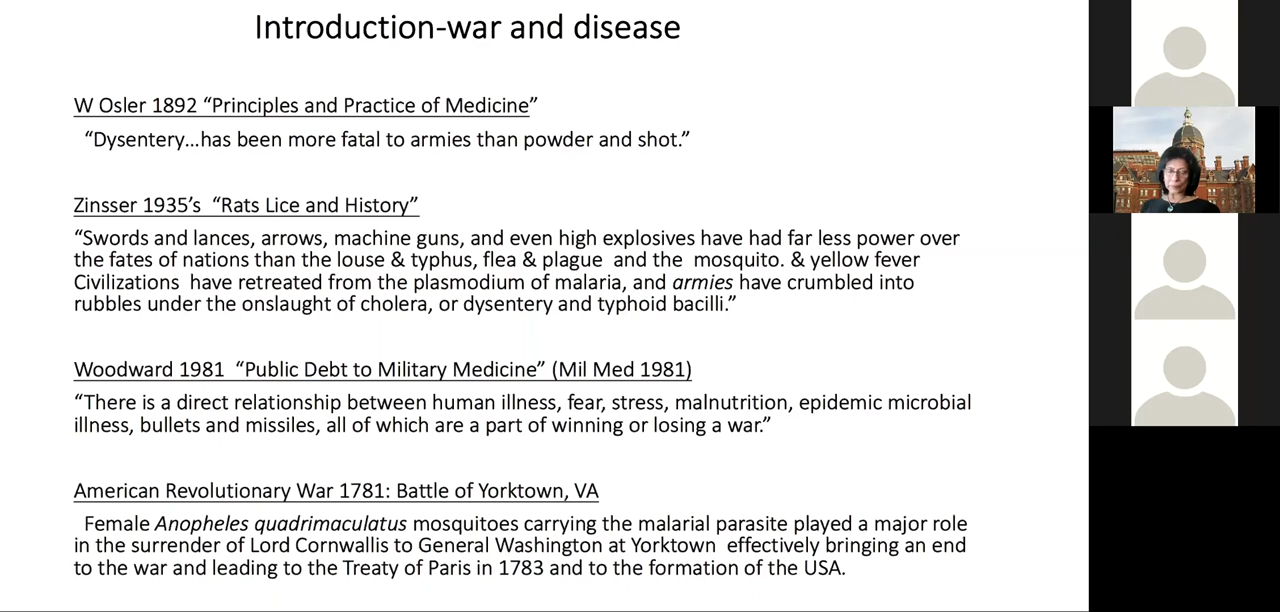 Introduction-war and disease
W Osler 1892 “Principles and Practice of Medicine”
“Dysentery...has been more fatal to armies than powder and shot.”
Zinsser 1935’s “Rats Lice and History”
“Swords and lances, arrows, machine guns, and even high explosives have had far less power over
the fates of nations than the louse & typhus, flea & plague and the mosquito. & yellow fever
Civilizations have retreated from the plasmodium of malaria, and armies have crumbled into
rubbles under the onslaught of cholera, or dysentery and typhoid bacilli.”
Woodward 1981 “Public Debt to Military Medicine” (Mil Med 1981)
“There is a direct relationship between human illness, fear, stress, malnutrition, epidemic microbial
illness, bullets and missiles, all of which are a part of winning or losing a war.”
American Revolutionary War 1781: Battle of Yorktown, VA
Female Anopheles quadrimaculatus mosquitoes carrying the malarial parasite played a major role
in the surrender of Lord Cornwallis to General Washington at Yorktown effectively bringing an end
to the war and leading to the Treaty of Paris in 1783 and to the formation of the USA.